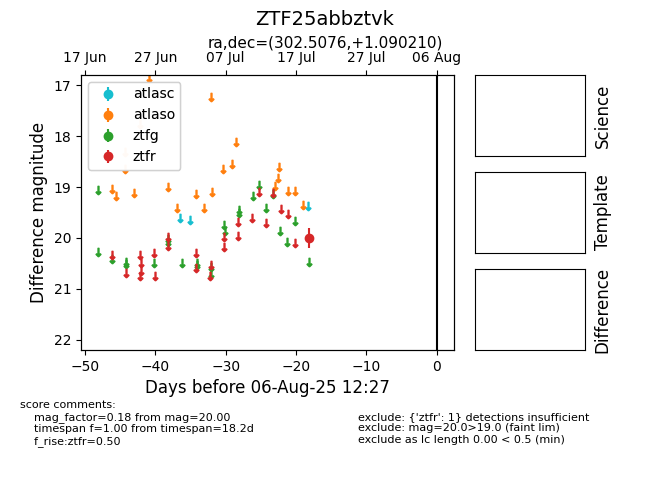 ZTF25abbztvk
ra,dec=(302.5076,+1.090210)
17 Jun 27 Jun 07 Jul 17 Jul 27 Jul 06 Aug
atlasc
atlaso
ztfg
ztfr
17
18
19
20
21
22
Difference magnitude
−50 −40 −30 −20 −10 0
Days before 06-Aug-25 12:27
Science
Template
Difference
score comments:
mag_factor=0.18 from mag=20.00
timespan f=1.00 from timespan=18.2d
f_rise:ztfr=0.50
exclude: {'ztfr': 1} detections insufficient
exclude: mag=20.0>19.0 (faint lim)
exclude as lc length 0.00 < 0.5 (min)